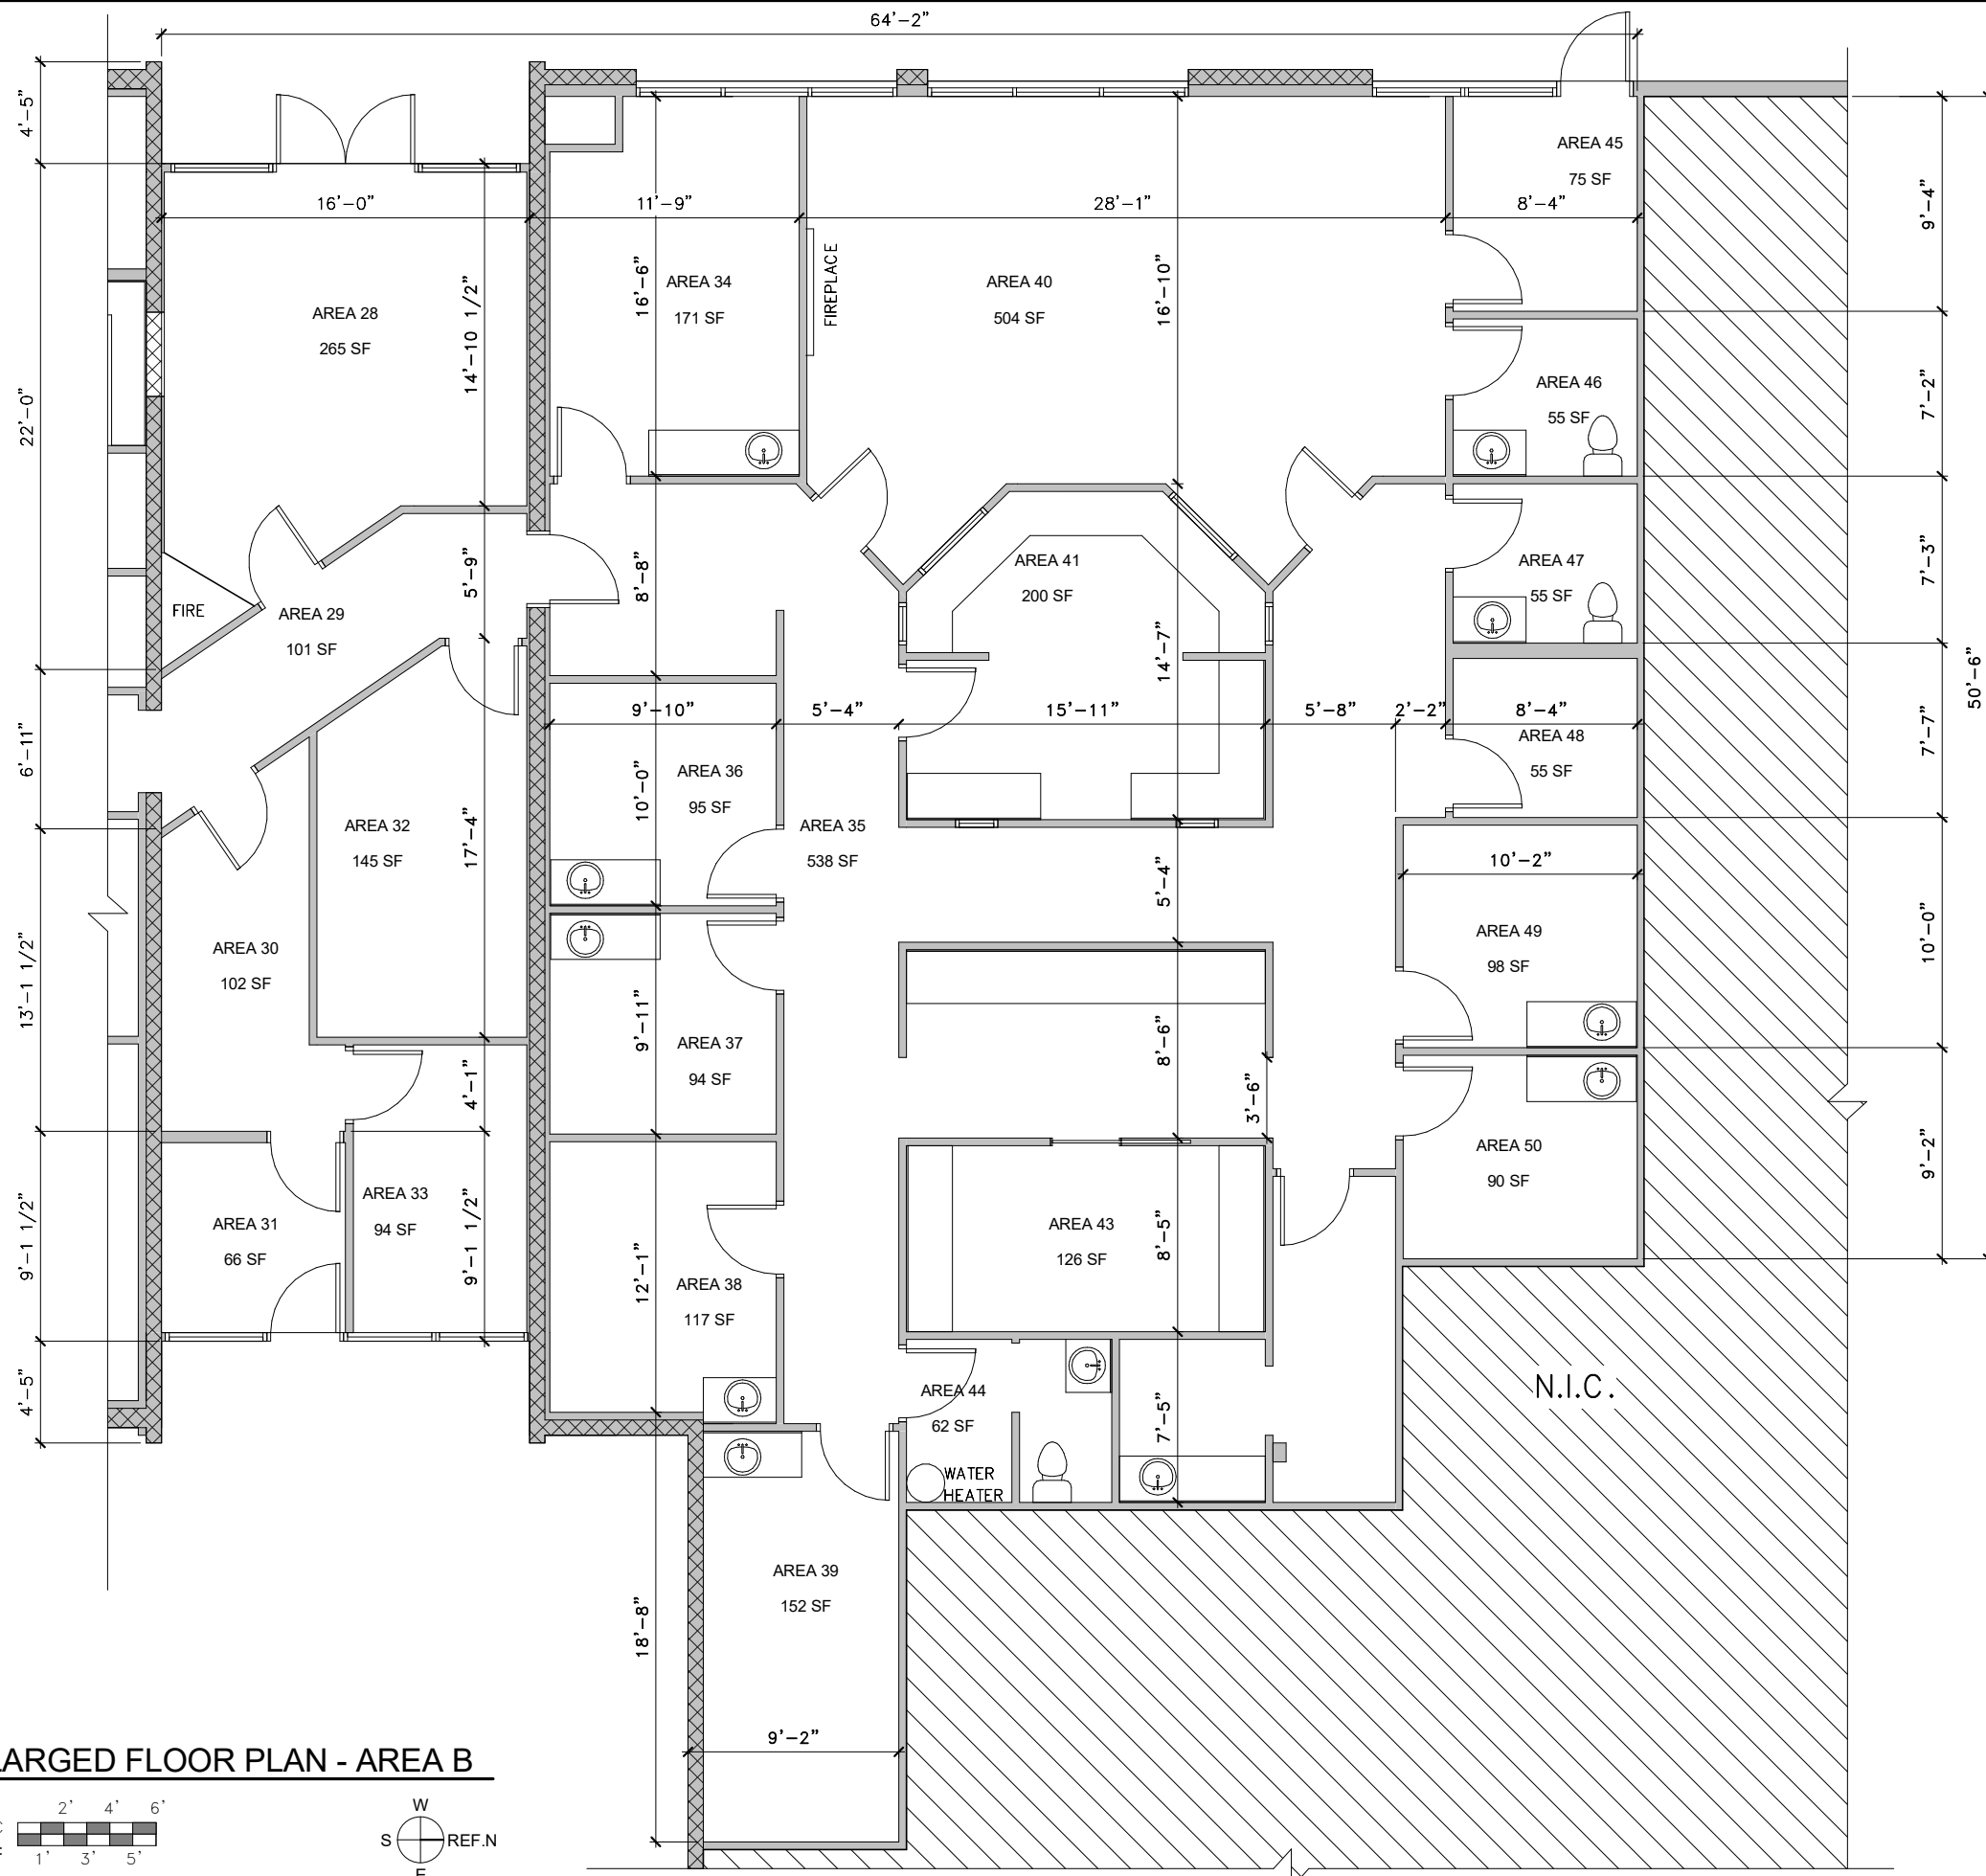 64'-2"
4'-5"
AREA 45
75 SF
9'-4"
16'-0"
11'-9"
28'-1"
8'-4"
AREA 28
265 SF
14'-10 1/2"
16'-6"
AREA 34
171 SF
FIREPLACE
AREA 40
504 SF
16'-10"
22'-0"
AREA 46
55 SF
7'-2"
5'-9"
8'-8"
FIRE
AREA 29
101 SF
AREA 41
200 SF
14'-7"
AREA 47
55 SF
7'-3"
50'-6"
6'-11"
9'-10"
5'-4"
15'-11"
5'-8"
2'-2"
8'-4"
AREA 48
55 SF
7'-7"
AREA 36
95 SF
10'-0"
AREA 32
145 SF
17'-4"
AREA 35
538 SF
5'-4"
10'-2"
AREA 49
98 SF
10'-0"
13'-1 1/2"
AREA 30
102 SF
9'-11"
AREA 37
94 SF
8'-6"
3'-6"
4'-1"
AREA 50
90 SF
9'-2"
9'-1 1/2"
AREA 31
66 SF
AREA 33
94 SF
9'-1 1/2"
12'-1"
AREA 38
117 SF
AREA 43
126 SF
8'-5"
4'-5"
AREA 44
62 SF
7'-5"
WATER
HEATER
N.I.C.
AREA 39
152 SF
18'-8"
9'-2"
LARGED FLOOR PLAN - AREA B
2' 4' 6'
1' 3' 5'
W
S REF.N
E